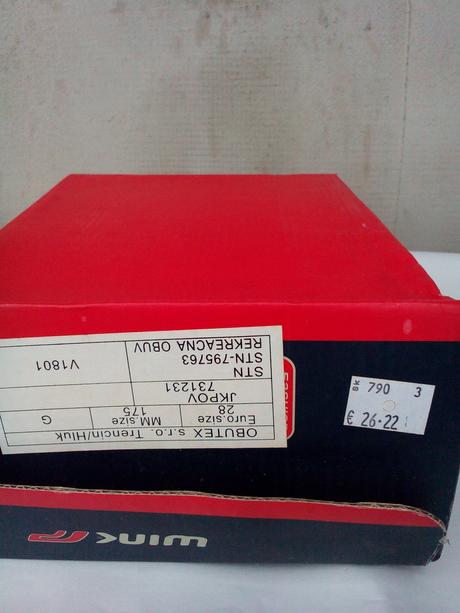 OBUTEX s.r.o. Trencin/Hluk
Euro.size MM.size G
28 175
JKPOV 731231
STN V1801
STN-795763
REKREACNA OBUV
SK 790 3
€ 26.22
wink